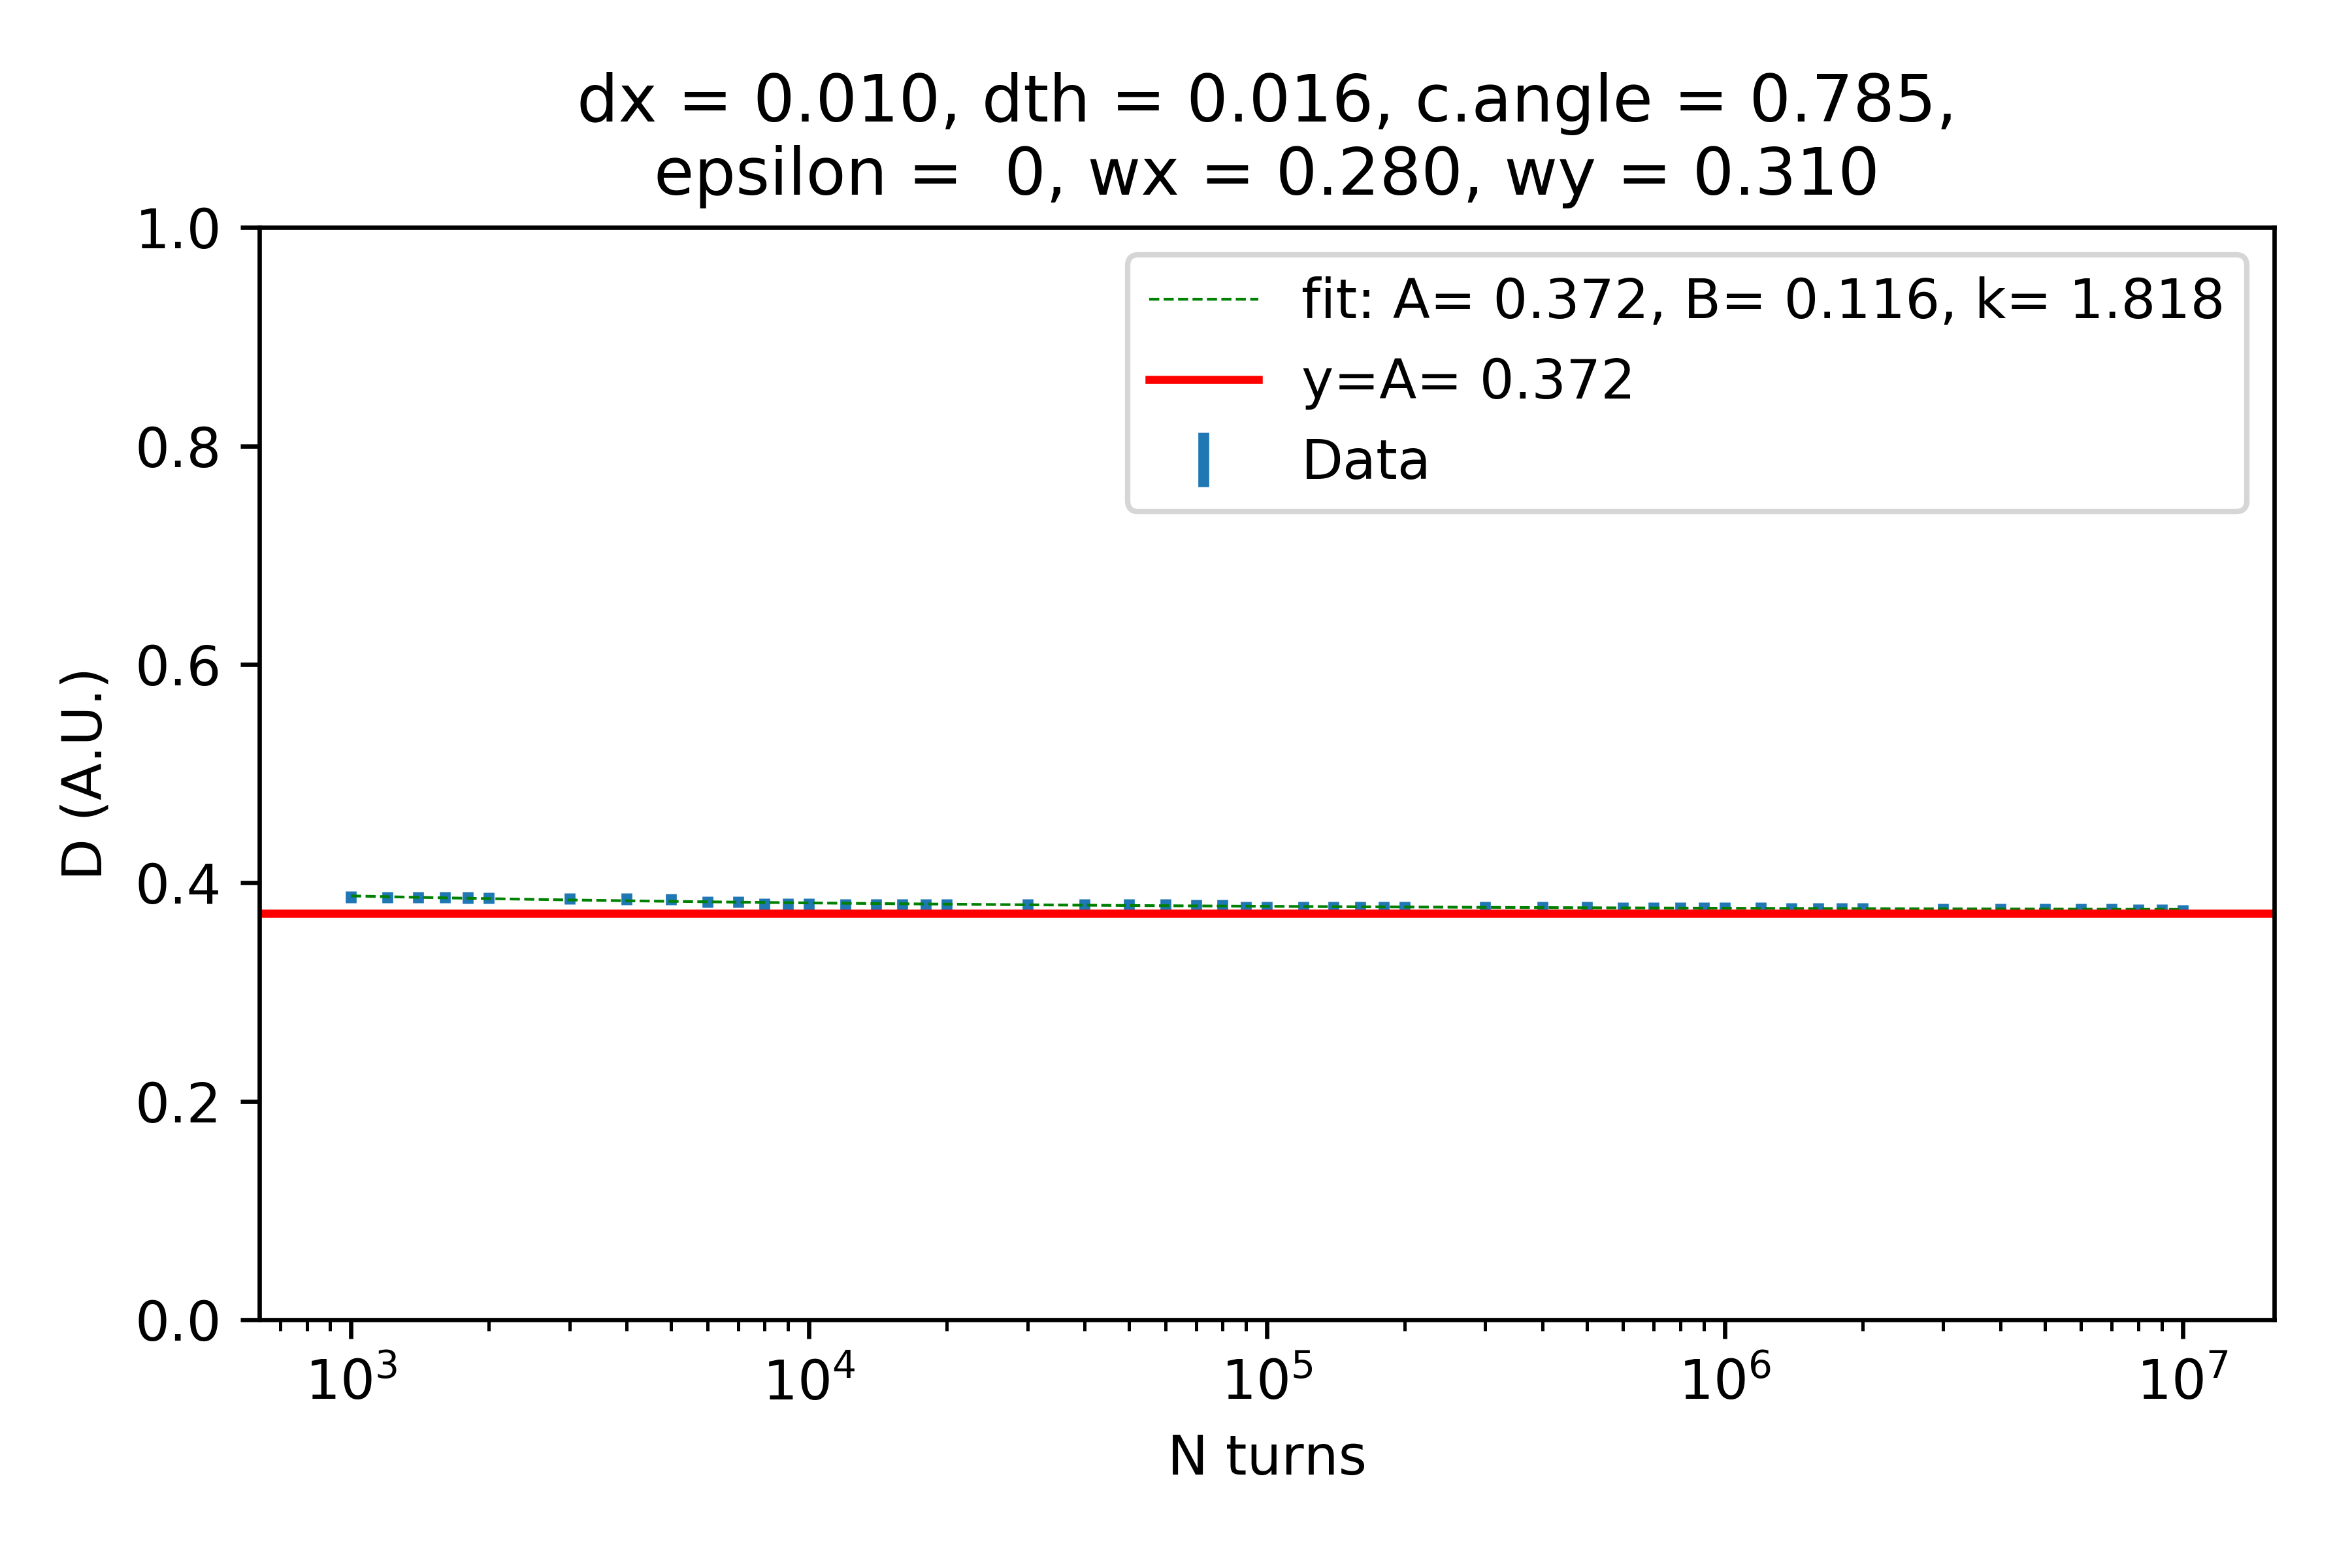 dx = 0.010, dth = 0.016, c.angle = 0.785,
epsilon =  0, wx = 0.280, wy = 0.310
1.0
0.8
0.6
0.4
0.2
0.0
D (A.U.)
fit: A= 0.372, B= 0.116, k= 1.818
y=A= 0.372
Data
10³ 10⁴ 10⁵ 10⁶ 10⁷
N turns